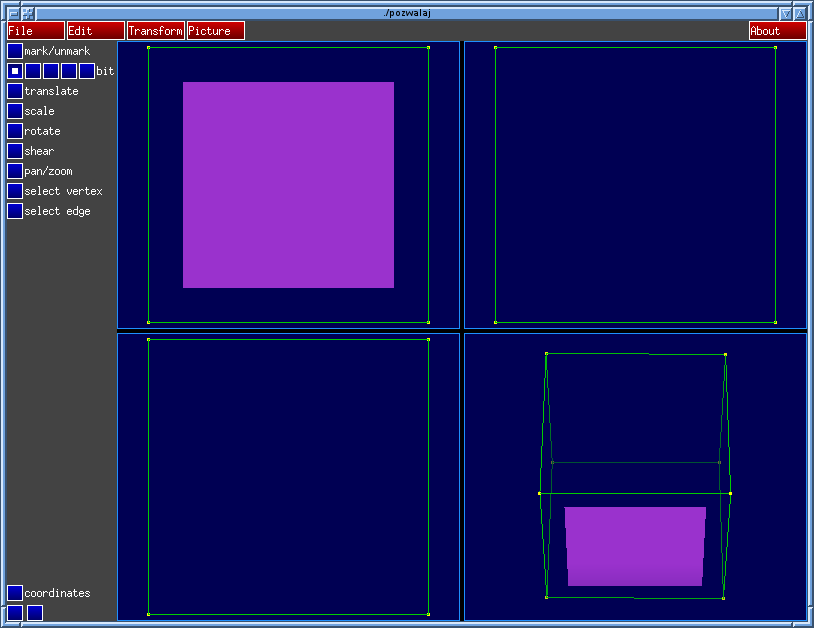 ./pozwalaj
File Edit Transform Picture About
mark/unmark
bit
translate
scale
rotate
shear
pan/zoom
select vertex
select edge
coordinates